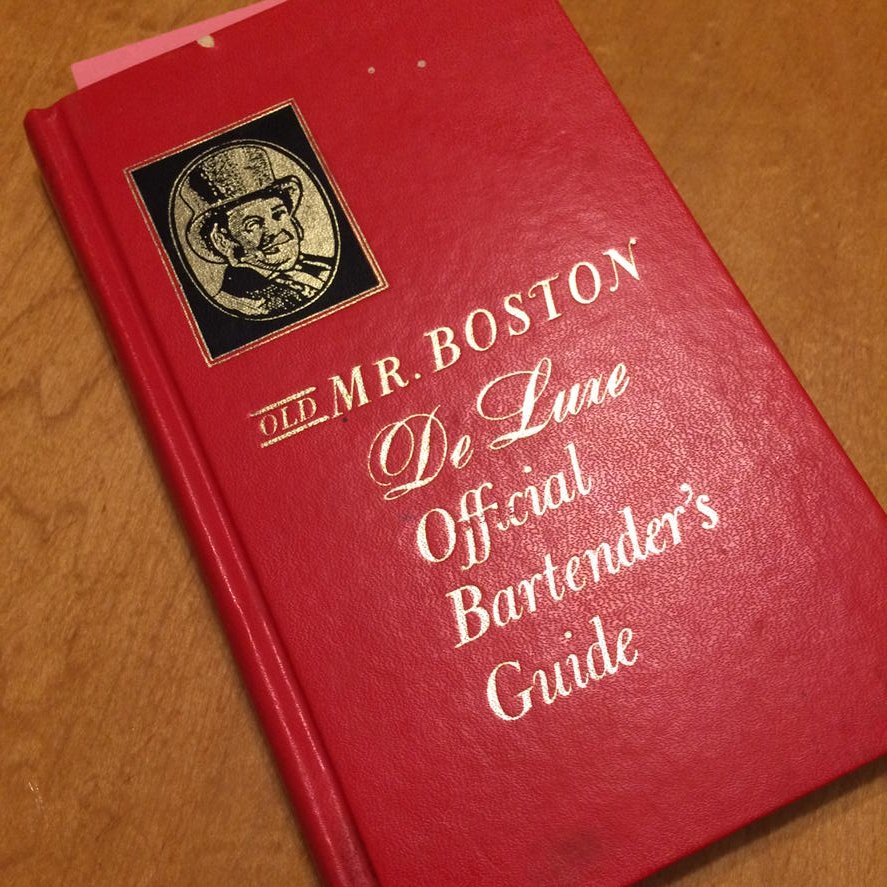 OLD MR. BOSTON
De Luxe
Official
Bartender's
Guide